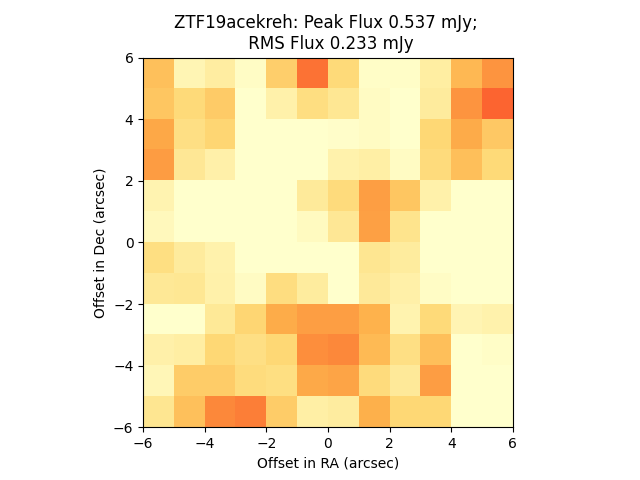 ZTF19acekreh: Peak Flux 0.537 mJy;
RMS Flux 0.233 mJy
6
4
2
0
−2
−4
−6
Offset in Dec (arcsec)
−6 −4 −2 0 2 4 6
Offset in RA (arcsec)